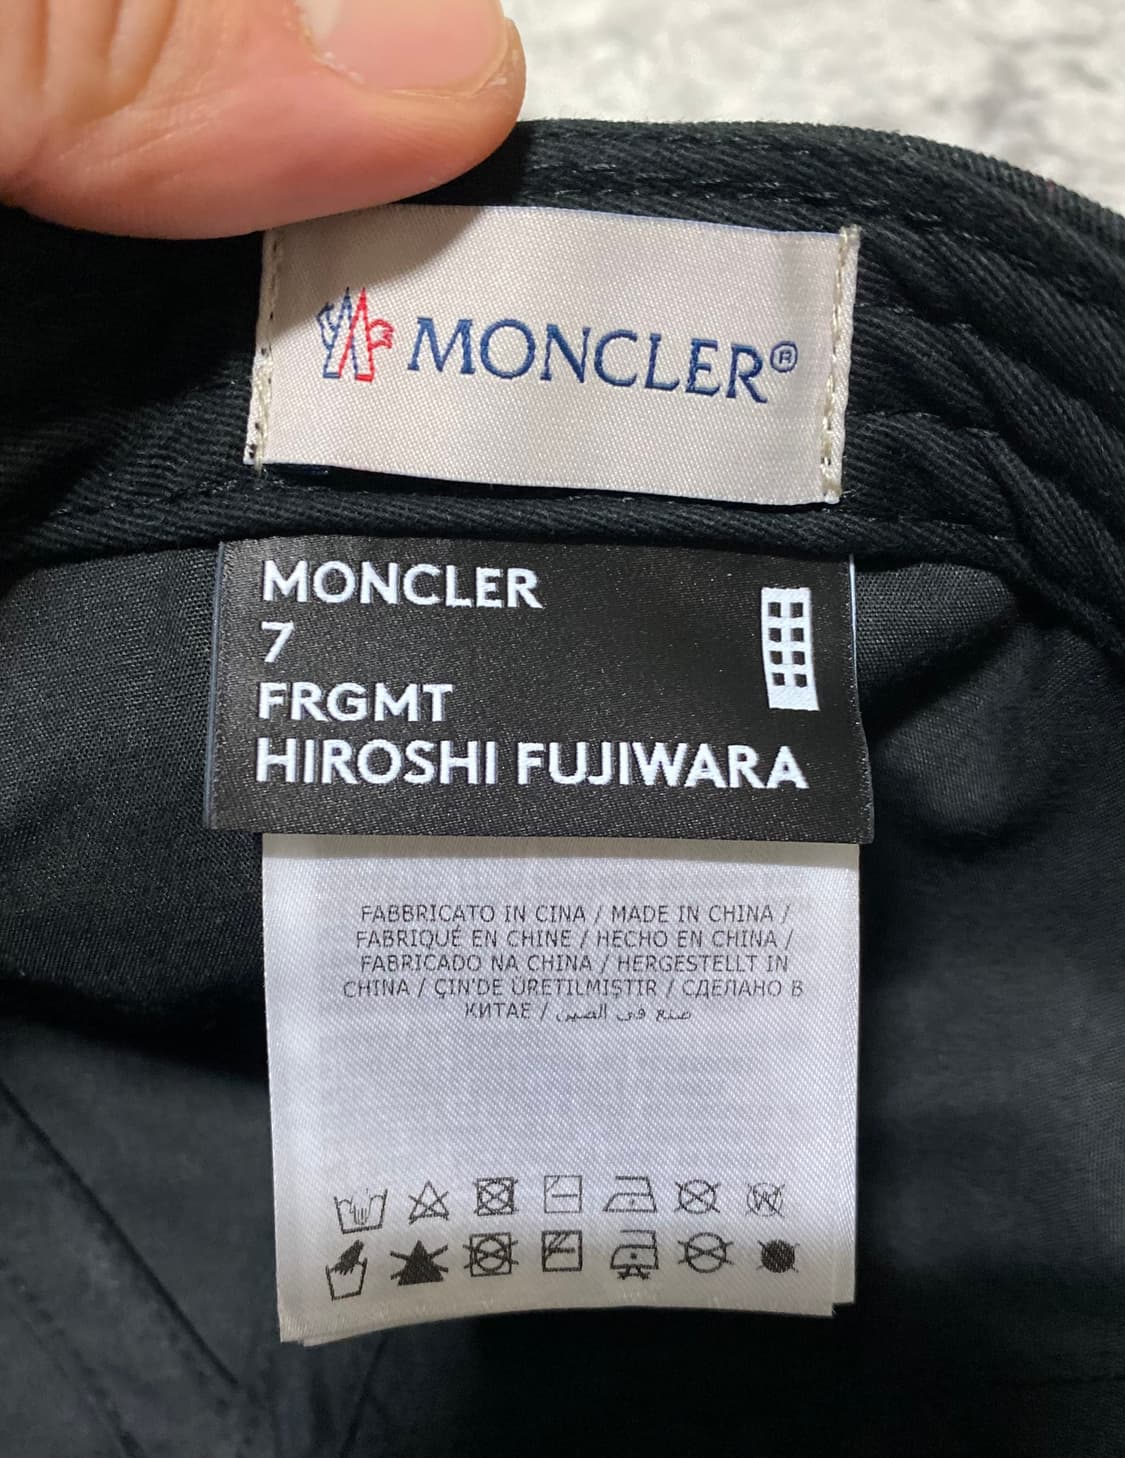 MONCLER®
MONCLER
7
FRGMT
HIROSHI FUJIWARA
FABBRICATO IN CINA / MADE IN CHINA /
FABRIQUÉ EN CHINE / HECHO EN CHINA /
FABRICADO NA CHINA / HERGESTELLT IN
CHINA / ÇIN'DE ÜRETILMIŞTIR / СДЕЛАНО В
КИТАЕ / صنع في الصين